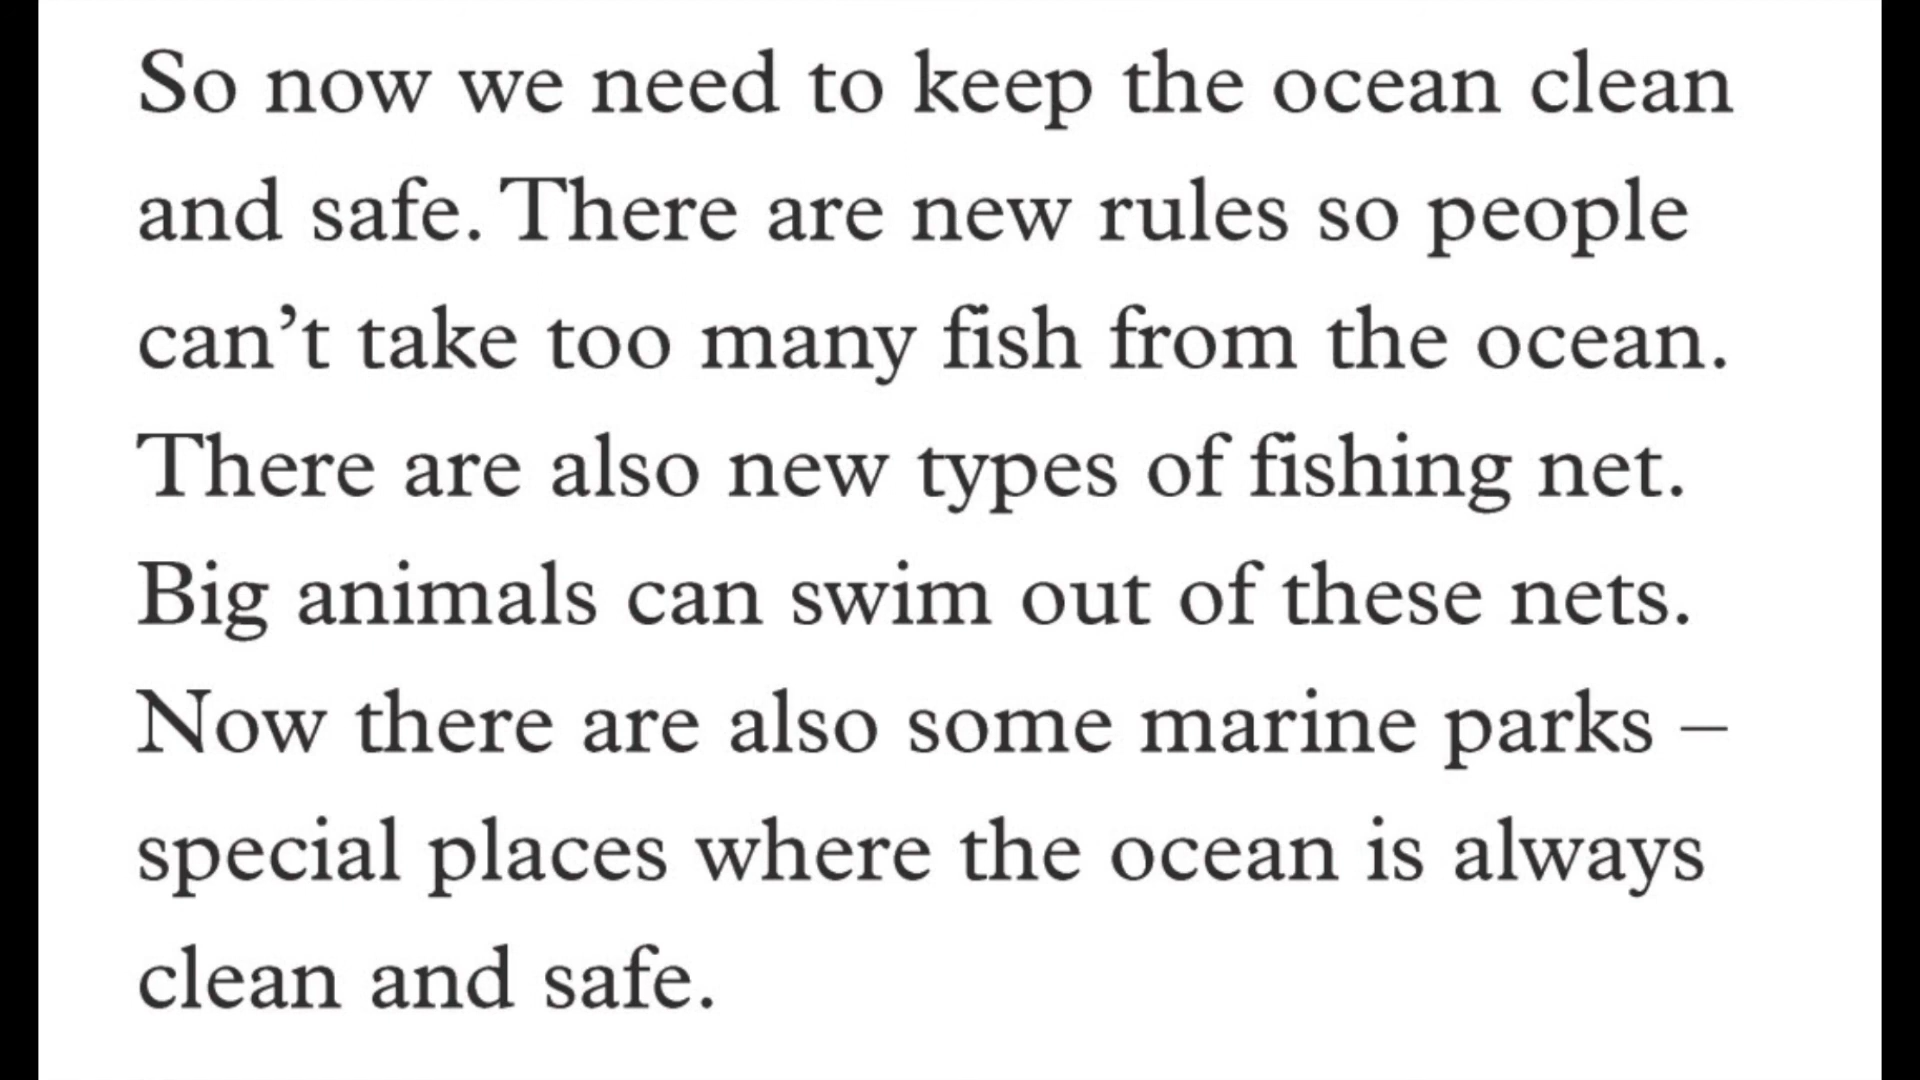 So now we need to keep the ocean clean
and safe. There are new rules so people
can’t take too many fish from the ocean.
There are also new types of fishing net.
Big animals can swim out of these nets.
Now there are also some marine parks –
special places where the ocean is always
clean and safe.